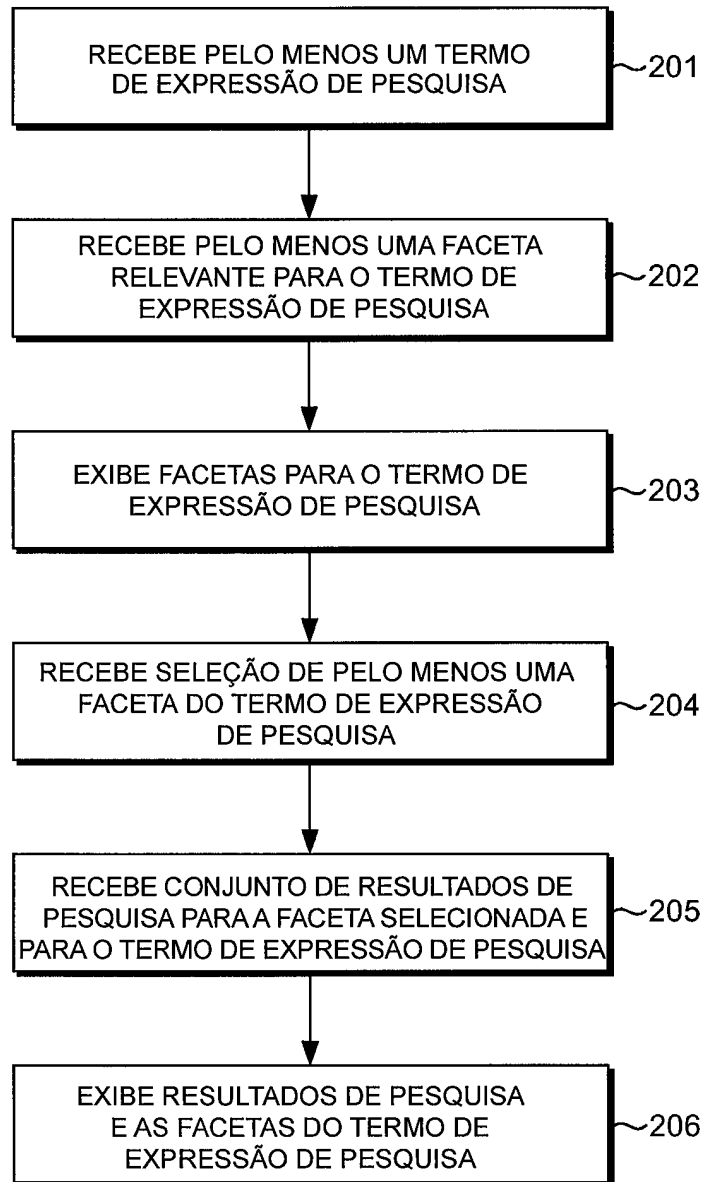 RECEBE PELO MENOS UM TERMO
DE EXPRESSÃO DE PESQUISA
201
RECEBE PELO MENOS UMA FACETA
RELEVANTE PARA O TERMO DE
EXPRESSÃO DE PESQUISA
202
EXIBE FACETAS PARA O TERMO DE
EXPRESSÃO DE PESQUISA
203
RECEBE SELEÇÃO DE PELO MENOS UMA
FACETA DO TERMO DE EXPRESSÃO
DE PESQUISA
204
RECEBE CONJUNTO DE RESULTADOS DE
PESQUISA PARA A FACETA SELECIONADA E
PARA O TERMO DE EXPRESSÃO DE PESQUISA
205
EXIBE RESULTADOS DE PESQUISA
E AS FACETAS DO TERMO DE
EXPRESSÃO DE PESQUISA
206